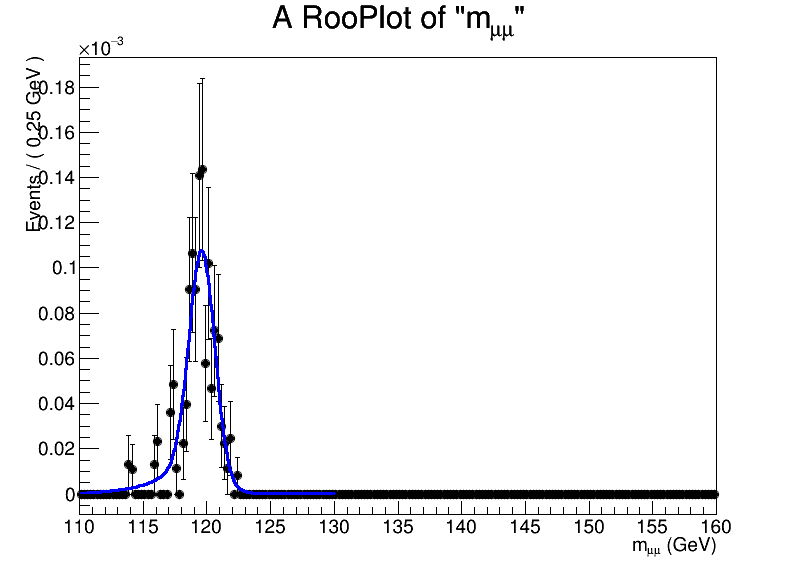 A RooPlot of "mμμ"
×10⁻³
Events / ( 0.25 GeV )
0.18
0.16
0.14
0.12
0.1
0.08
0.06
0.04
0.02
0
110 115 120 125 130 135 140 145 150 155 160
mμμ (GeV)